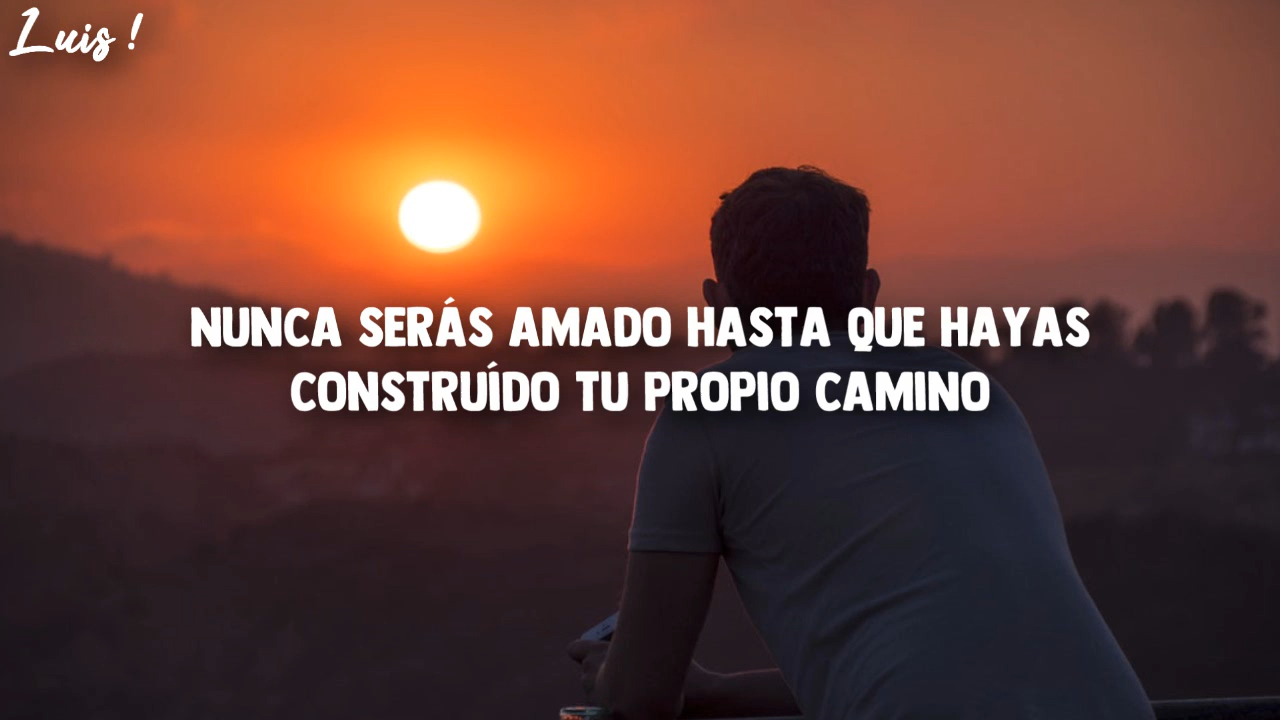 Luis !
NUNCA SERÁS AMADO HASTA QUE HAYAS
CONSTRUÍDO TU PROPIO CAMINO